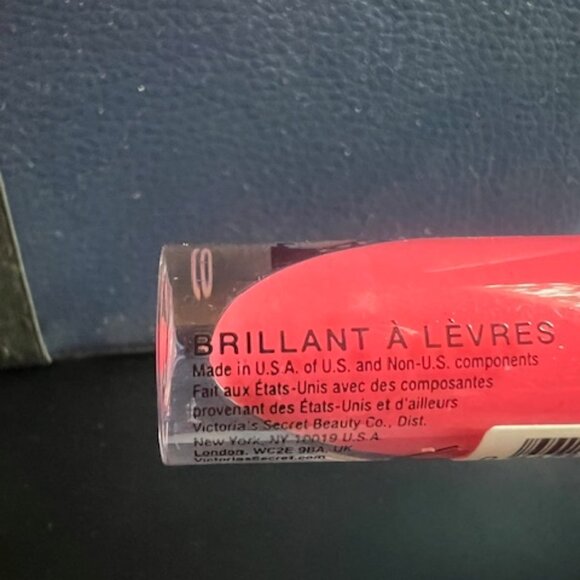 BRILLANT À LÈVRES
Made in U.S.A. of U.S. and Non-U.S. components
Fait aux États-Unis avec des composantes
provenant des États-Unis et d'ailleurs
Victoria's Secret Beauty Co., Dist.
New York, NY 10019 U.S.A.
London, WC2E 9BA, UK
VictoriasSecret.com